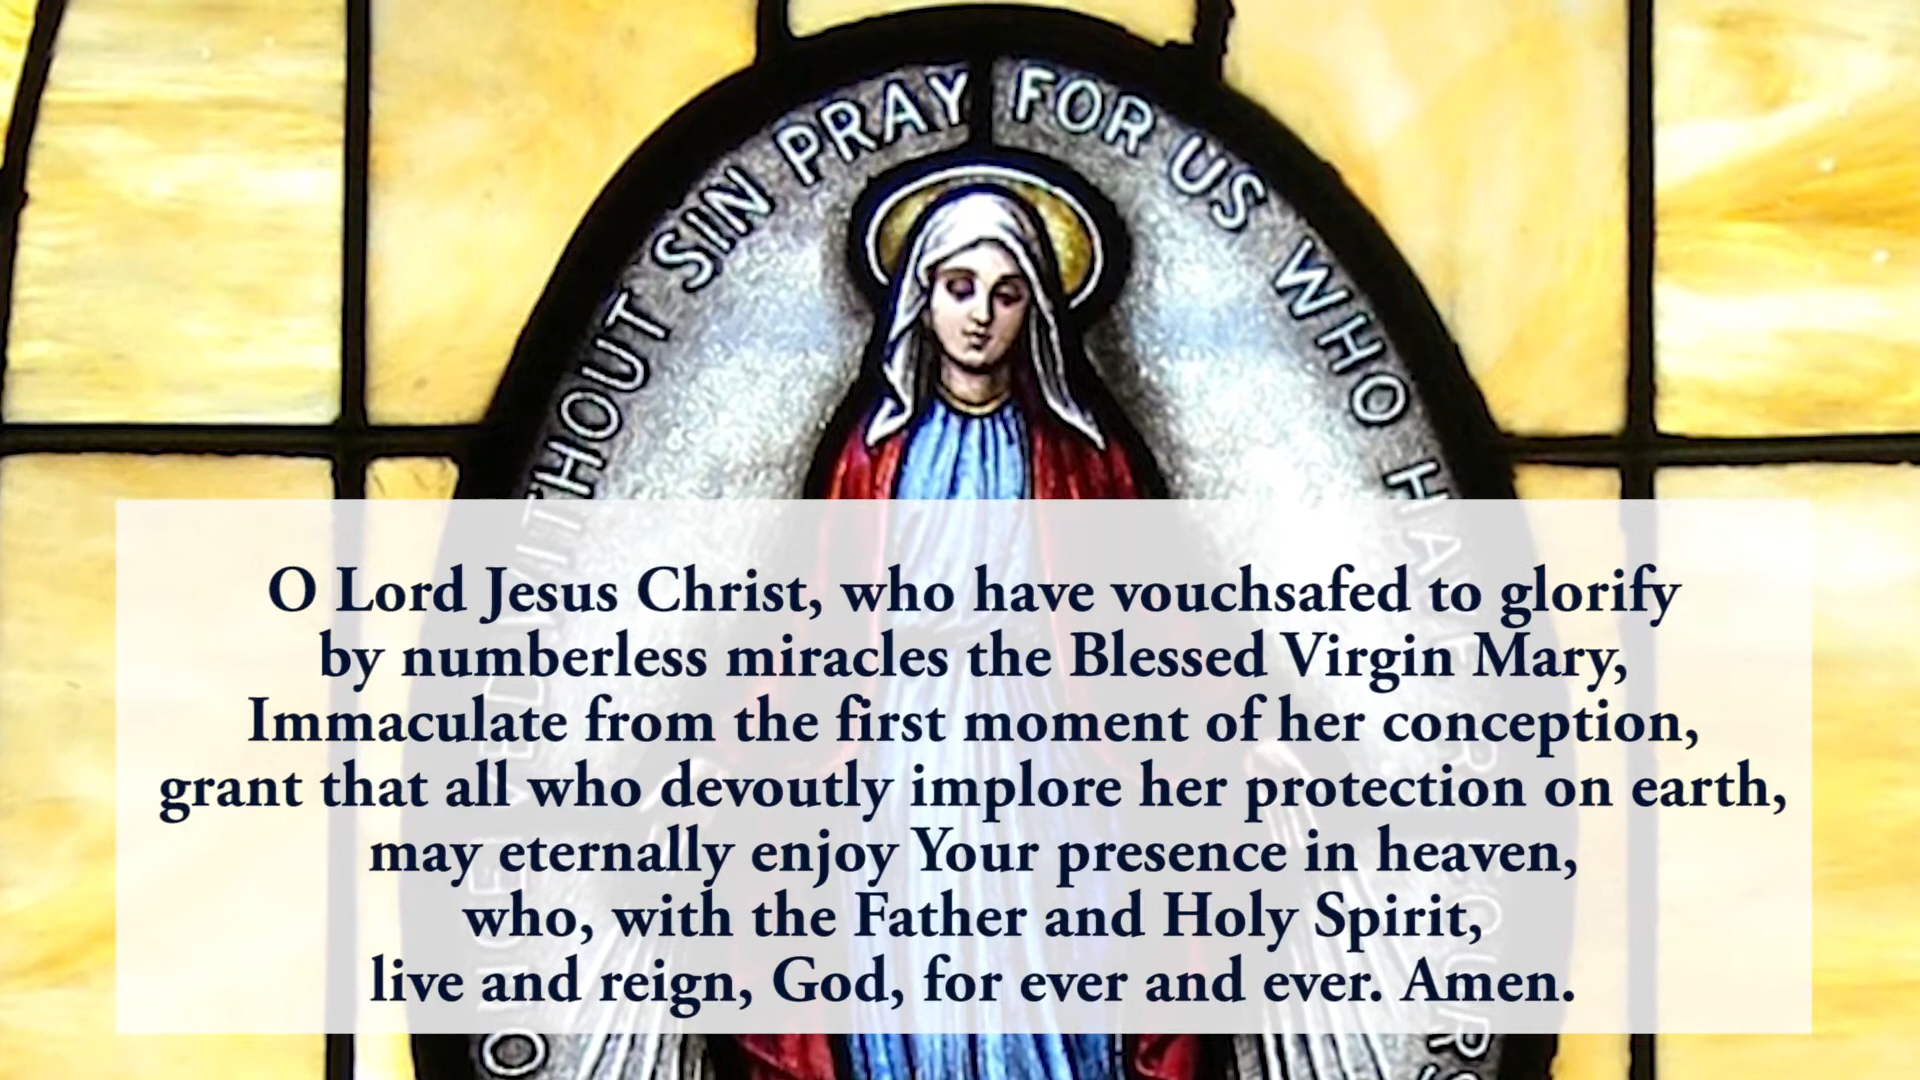 WITHOUT SIN PRAY FOR US WHO HAVE
O Lord Jesus Christ, who have vouchsafed to glorify
by numberless miracles the Blessed Virgin Mary,
Immaculate from the first moment of her conception,
grant that all who devoutly implore her protection on earth,
may eternally enjoy Your presence in heaven,
who, with the Father and Holy Spirit,
live and reign, God, for ever and ever. Amen.